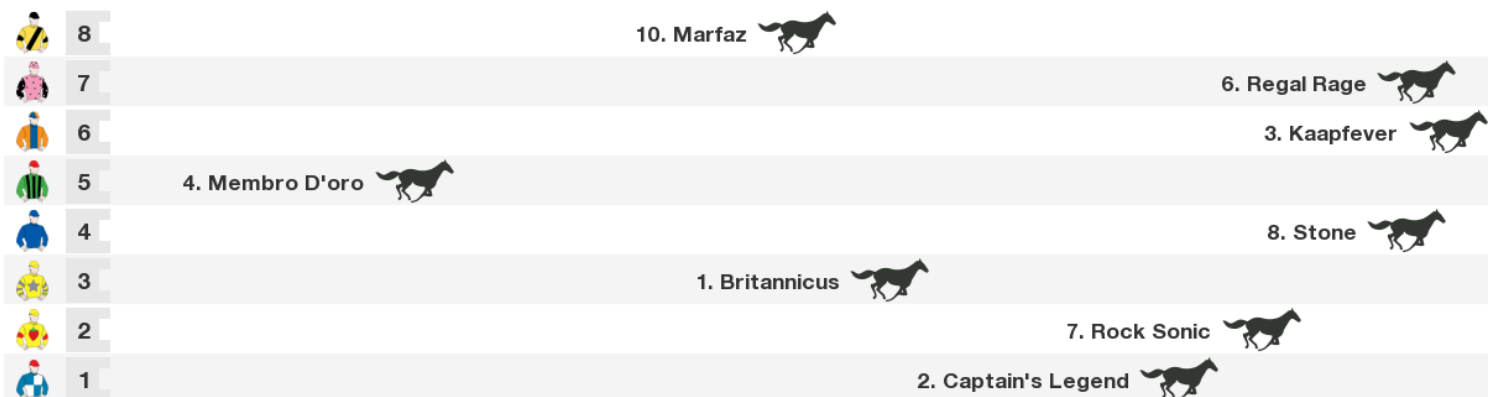 8 10. Marfaz
7 6. Regal Rage
6 3. Kaapfever
5 4. Membro D'oro
4 8. Stone
3 1. Britannicus
2 7. Rock Sonic
1 2. Captain's Legend